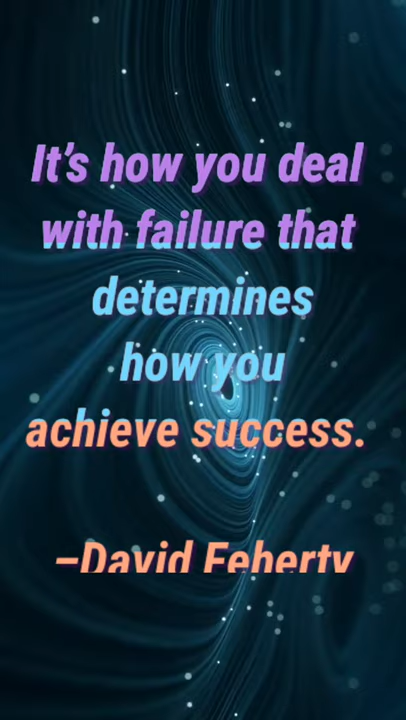 It’s how you deal
with failure that
determines
how you
achieve success.
–David Feherty